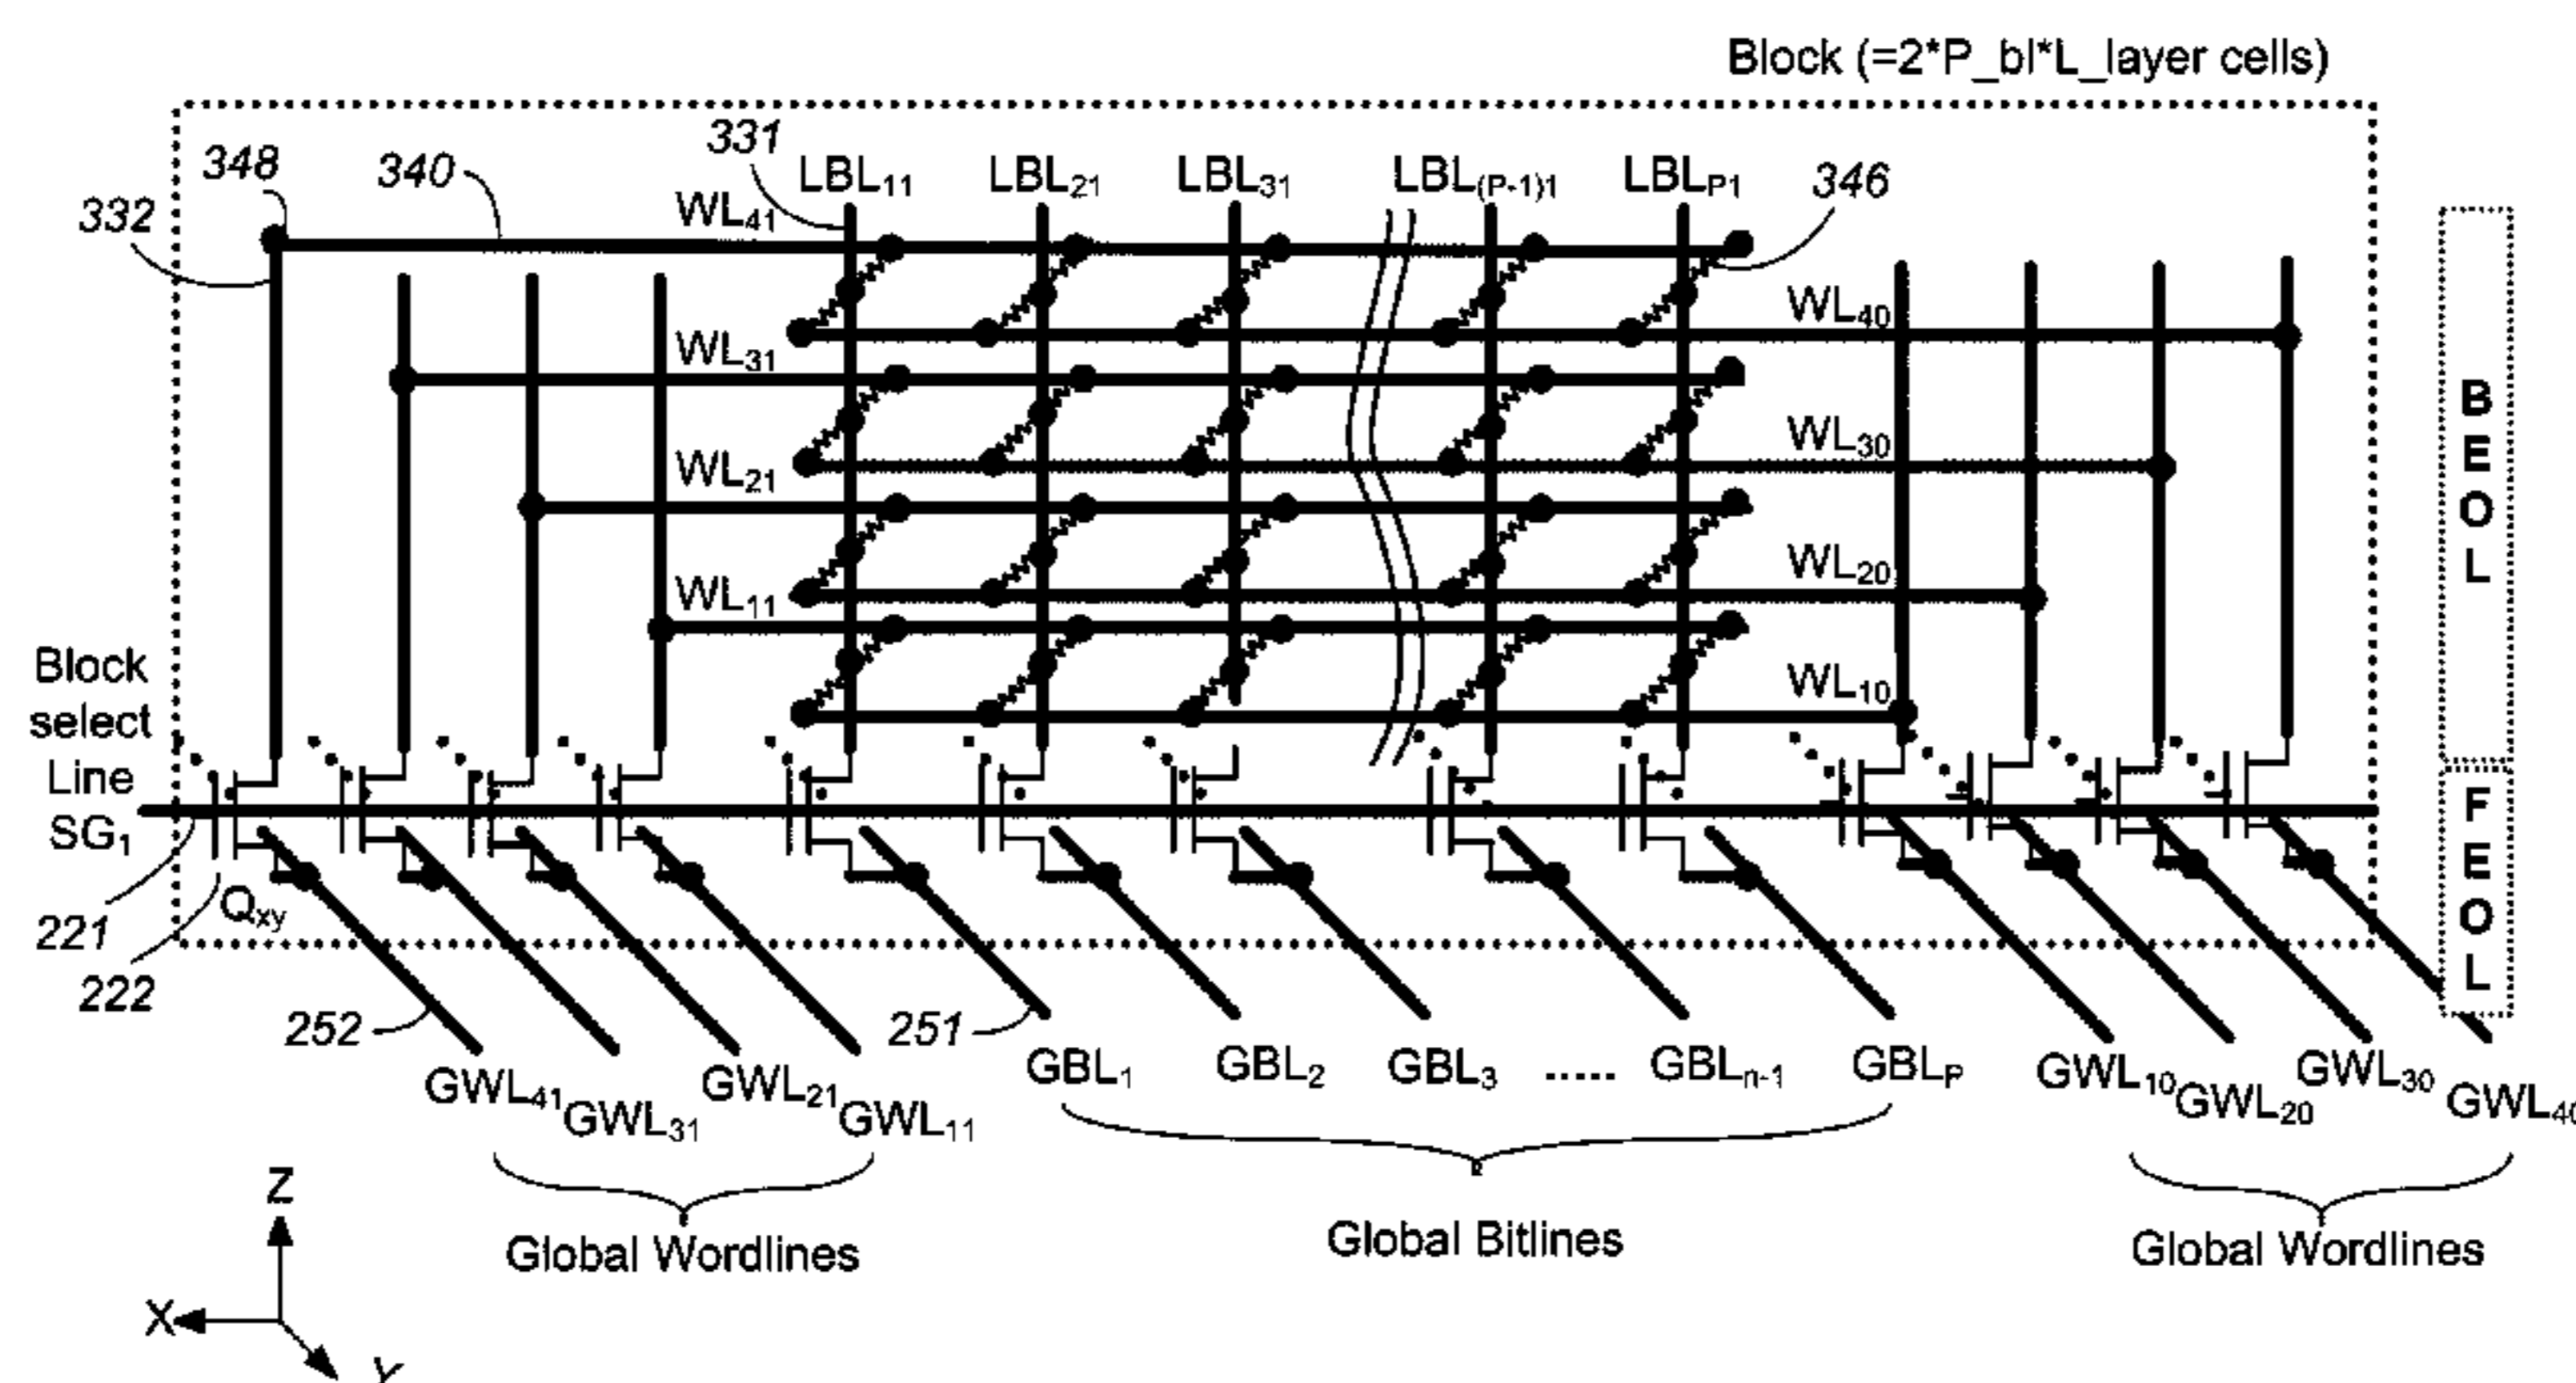 Block (=2*P_bl*L_layer cells)
331
348
340
LBL11 LBL21 LBL31 LBL(P-1)1 LBLP1
346
332
WL41
WL40
WL31
WL30
WL21
WL20
WL11
WL10
B
E
O
L
Block
select
Line
SG1
F
E
O
L
221
Qxy
222
252
251
GWL41 GWL31 GWL21 GWL11
GBL1 GBL2 GBL3 ..... GBLn-1 GBLP
GWL10 GWL20 GWL30 GWL40
Global Wordlines
Global Bitlines
Global Wordlines
Z
X
Y